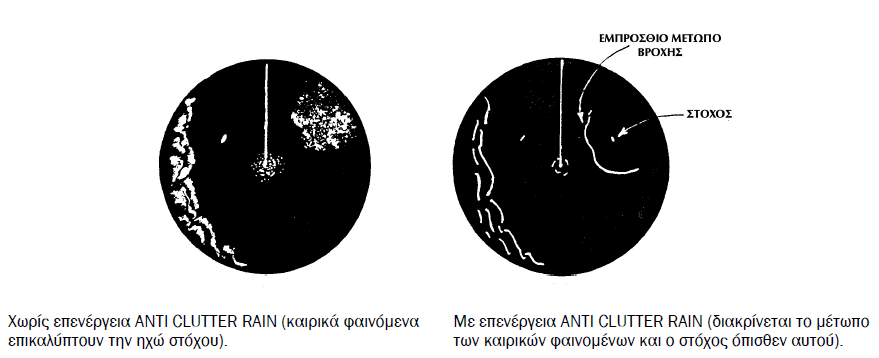 ΕΜΠΡΟΣΘΙΟ ΜΕΤΩΠΟ
ΒΡΟΧΗΣ
ΣΤΟΧΟΣ
Χωρίς επενέργεια ANTI CLUTTER RAIN (καιρικά φαινόμενα
επικαλύπτουν την ηχώ στόχου).
Με επενέργεια ANTI CLUTTER RAIN (διακρίνεται το μέτωπο
των καιρικών φαινομένων και ο στόχος όπισθεν αυτού).